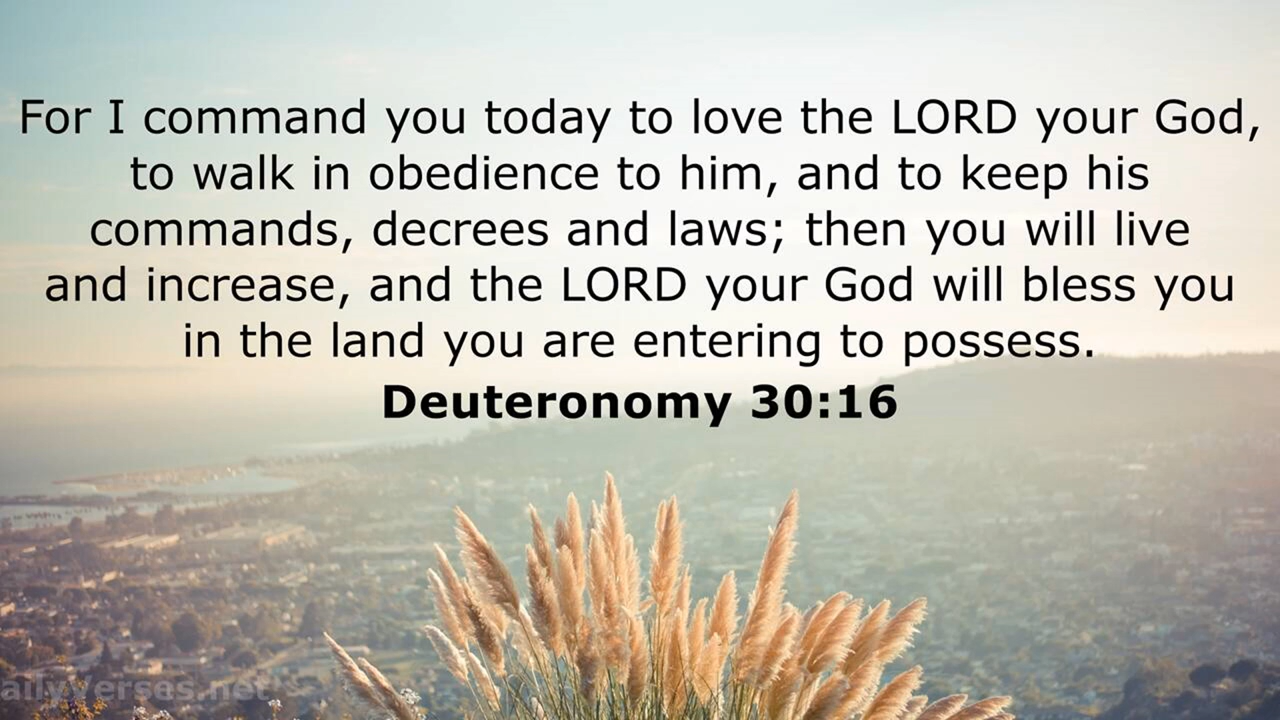 For I command you today to love the LORD your God,
to walk in obedience to him, and to keep his
commands, decrees and laws; then you will live
and increase, and the LORD your God will bless you
in the land you are entering to possess.
Deuteronomy 30:16
ailyverses.net